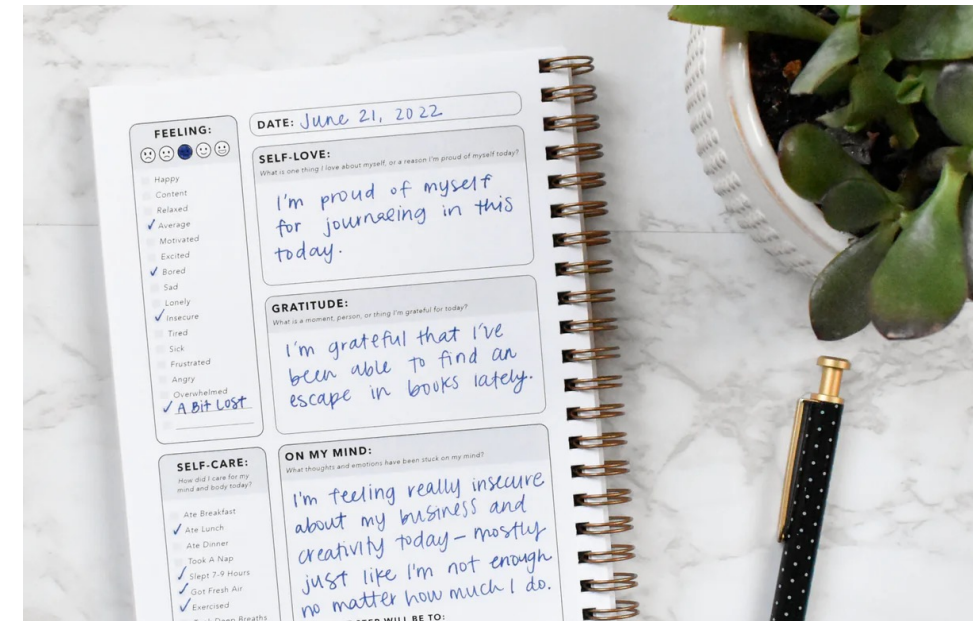 FEELING:
Happy
Content
Relaxed
Average
Motivated
Excited
Bored
Sad
Lonely
Insecure
Tired
Sick
Frustrated
Angry
Overwhelmed
A Bit Lost
SELF-CARE:
How did I care for my
mind and body today?
Ate Breakfast
Ate Lunch
Ate Dinner
Took A Nap
Slept 7-9 Hours
Got Fresh Air
Exercised
Deep Breaths
DATE: June 21, 2022
SELF-LOVE:
What is one thing I love about myself, or a reason I'm proud of myself today?
I'm proud of myself
for journaling in this
today.
GRATITUDE:
What is a moment, person, or thing I'm grateful for today?
I'm grateful that I've
been able to find an
escape in books lately.
ON MY MIND:
What thoughts and emotions have been stuck on my mind?
I'm feeling really insecure
about my business and
creativity today – mostly
just like I'm not enough
no matter how much I do.
WILL BE TO: